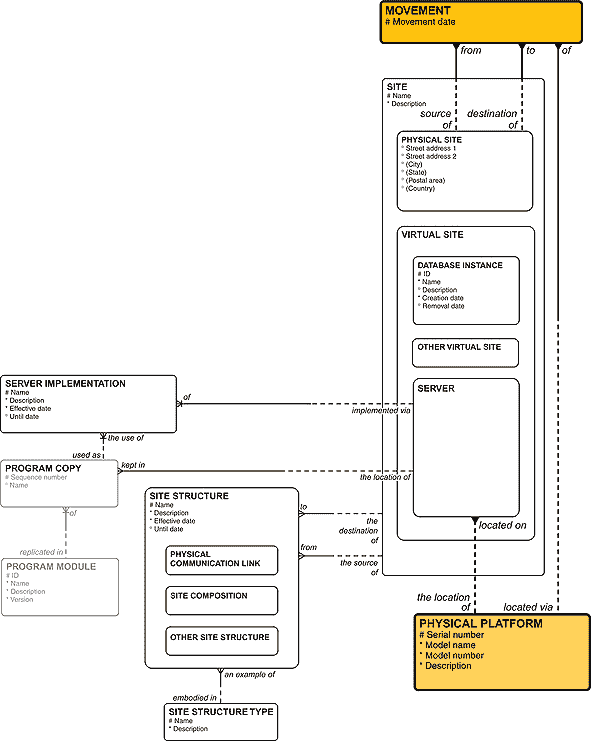 MOVEMENT
# Movement date
from
to
of
SITE
# Name
* Description
source
of
destination
of
PHYSICAL SITE
° Street address 1
° Street address 2
° (City)
° (State)
° (Postal area)
° (Country)
VIRTUAL SITE
DATABASE INSTANCE
# ID
* Name
° Description
* Creation date
° Removal date
OTHER VIRTUAL SITE
SERVER
SERVER IMPLEMENTATION
# Name
* Description
* Effective date
° Until date
of
implemented via
the use of
used as
PROGRAM COPY
# Sequence number
° Name
kept in
the location of
of
replicated in
PROGRAM MODULE
# ID
* Name
* Description
* Version
SITE STRUCTURE
# Name
* Description
* Effective date
° Until date
to
the
destination
of
from
the source
of
PHYSICAL
COMMUNICATION LINK
SITE COMPOSITION
OTHER SITE STRUCTURE
an example of
embodied in
SITE STRUCTURE TYPE
# Name
* Description
located on
the location
of
located via
PHYSICAL PLATFORM
# Serial number
* Model name
* Model number
* Description